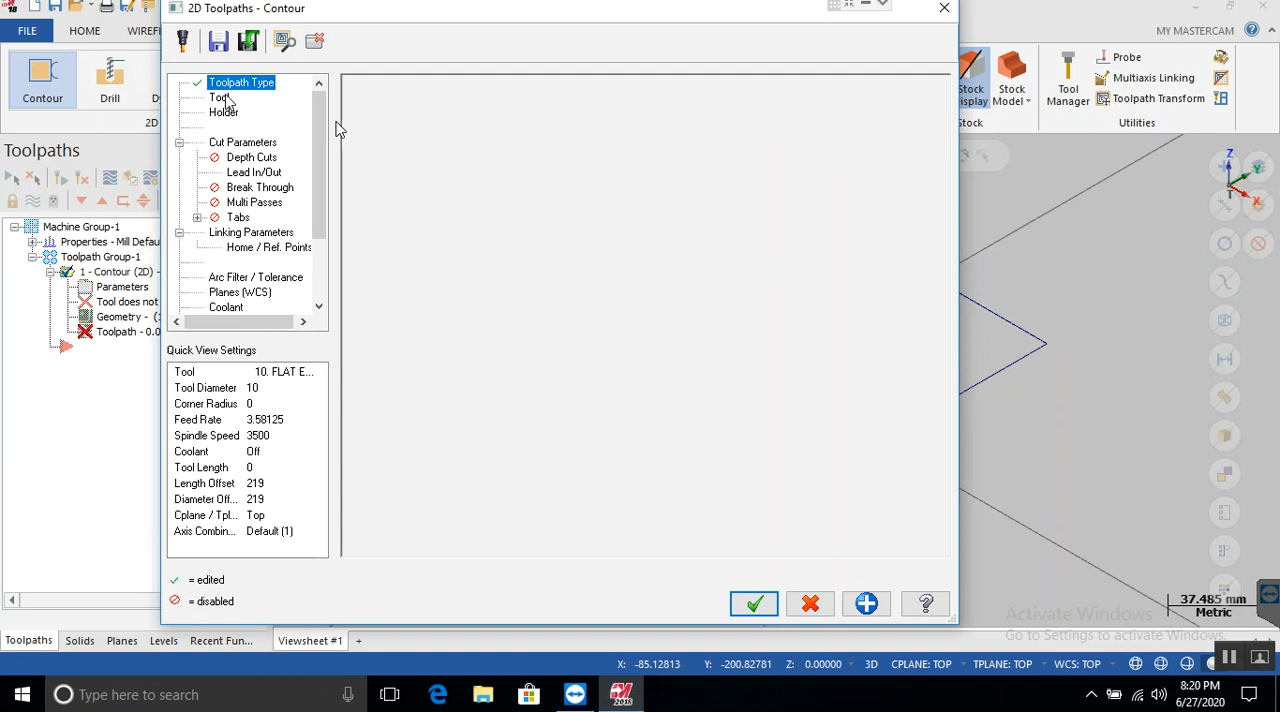 18
2D Toolpaths - Contour
FILE
HOME
WIREF
MY MASTERCAM
Contour
Drill
2D
Stock Display
Stock Model
Stock
Tool Manager
Probe
Multiaxis Linking
Toolpath Transform
Utilities
Toolpaths
Machine Group-1
Properties - Mill Defau
Toolpath Group-1
1 - Contour (2D) -
Parameters
Tool does not
Geometry -
Toolpath - 0.0
Toolpath Type
Tool
Holder
Cut Parameters
Depth Cuts
Lead In/Out
Break Through
Multi Passes
Tabs
Linking Parameters
Home / Ref. Points
Arc Filter / Tolerance
Planes (WCS)
Coolant
Quick View Settings
Tool 10. FLAT E...
Tool Diameter 10
Corner Radius 0
Feed Rate 3.58125
Spindle Speed 3500
Coolant Off
Tool Length 0
Length Offset 219
Diameter Off... 219
Cplane / Tpl... Top
Axis Combin... Default (1)
= edited
= disabled
Z
T
X
37.485 mm
Metric
Activate Windows
Go to Settings to activate Windows.
Toolpaths Solids Planes Levels Recent Fun...
Viewsheet #1 +
X: -85.12813 Y: -200.82781 Z: 0.00000 3D CPLANE: TOP TPLANE: TOP WCS: TOP
Type here to search
2018
8:20 PM
6/27/2020